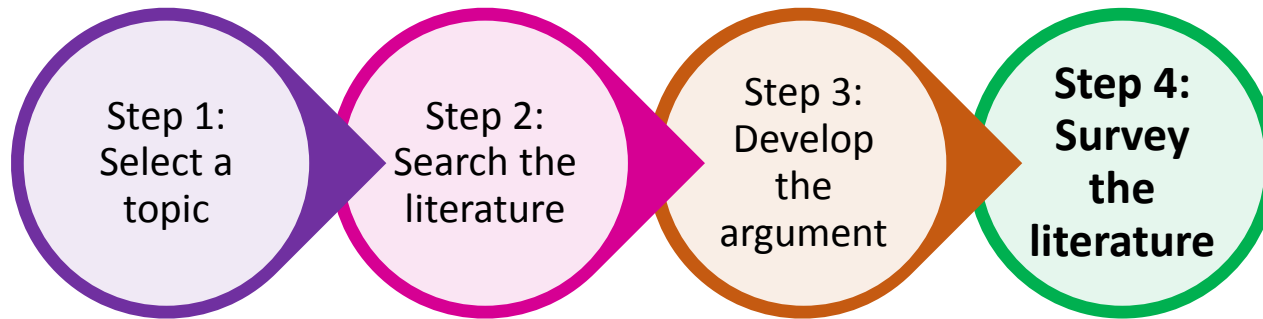 Step 1:
Select a
topic
Step 2:
Search the
literature
Step 3:
Develop
the
argument
Step 4:
Survey
the
literature